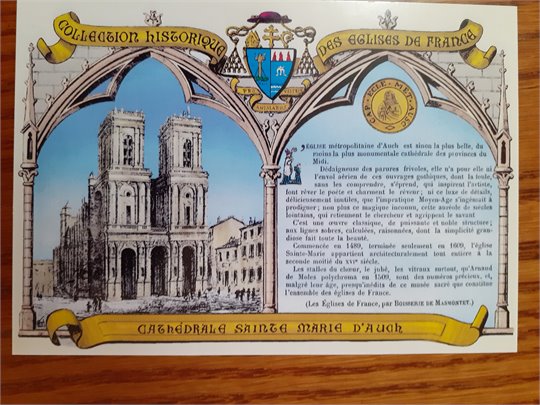 COLLECTION HISTORIQUE
DES EGLISES DE FRANCE
L'ÉGLISE métropolitaine d'Auch est sinon la plus belle, du
moins la plus monumentale cathédrale des provinces du
Midi.
Dédaigneuse des parures frivoles, elle n'a pour elle ni
l'envol aérien de ces ouvrages gothiques, dont la foule,
sans les comprendre, s'éprend, qui inspirent l'artiste,
font rêver le poète et charment le rêveur ; ni ce luxe de détails,
délicieusement inutiles, que l'impratique Moyen-Age s'ingéniait à
prodiguer ; non plus ce magique inconnu, cette auréole de siècles
lointains, qui retiennent le chercheur et agrippent le savant
C'est une œuvre classique, de puissante et noble structure ;
aux lignes sobres, calculées, raisonnées, dont la simplicité gran-
diose fait toute la beauté.
Commencée en 1489, terminée seulement en 1609, l'église
Sainte-Marie appartient architecturalement tout entière à la
seconde moitié du XVIe siècle.
Les stalles du chœur, le jubé, les vitraux surtout, qu'Arnaud
de Moles polychroma en 1509, sont des numéros précieux, et,
malgré leur âge, presqu'inédits de ce musée sacré que constitue
l'ensemble des églises de France.
(Les Églises de France, par BOISSERIE DE MASMONTET.)
CATHÉDRALE SAINTE MARIE D'AUCH